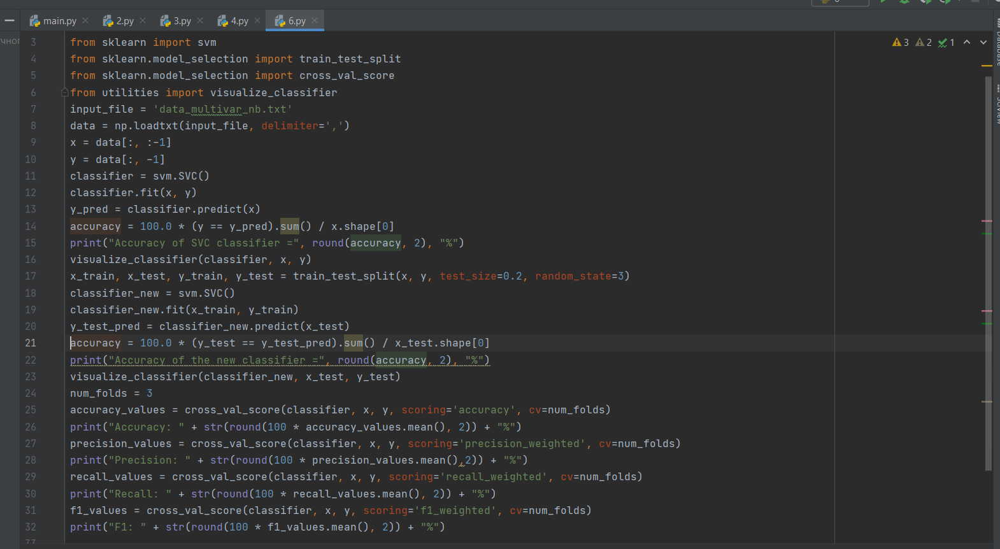 main.py 2.py 3.py 4.py 6.py
3 from sklearn import svm
3 2 1
4 from sklearn.model_selection import train_test_split
5 from sklearn.model_selection import cross_val_score
6 from utilities import visualize_classifier
7 input_file = 'data_multivar_nb.txt'
8 data = np.loadtxt(input_file, delimiter=',')
9 x = data[:, :-1]
10 y = data[:, -1]
11 classifier = svm.SVC()
12 classifier.fit(x, y)
13 y_pred = classifier.predict(x)
14 accuracy = 100.0 * (y == y_pred).sum() / x.shape[0]
15 print("Accuracy of SVC classifier =", round(accuracy, 2), "%")
16 visualize_classifier(classifier, x, y)
17 x_train, x_test, y_train, y_test = train_test_split(x, y, test_size=0.2, random_state=3)
18 classifier_new = svm.SVC()
19 classifier_new.fit(x_train, y_train)
20 y_test_pred = classifier_new.predict(x_test)
21 accuracy = 100.0 * (y_test == y_test_pred).sum() / x_test.shape[0]
22 print("Accuracy of the new classifier =", round(accuracy, 2), "%")
23 visualize_classifier(classifier_new, x_test, y_test)
24 num_folds = 3
25 accuracy_values = cross_val_score(classifier, x, y, scoring='accuracy', cv=num_folds)
26 print("Accuracy: " + str(round(100 * accuracy_values.mean(), 2)) + "%")
27 precision_values = cross_val_score(classifier, x, y, scoring='precision_weighted', cv=num_folds)
28 print("Precision: " + str(round(100 * precision_values.mean(),2)) + "%")
29 recall_values = cross_val_score(classifier, x, y, scoring='recall_weighted', cv=num_folds)
30 print("Recall: " + str(round(100 * recall_values.mean(), 2)) + "%")
31 f1_values = cross_val_score(classifier, x, y, scoring='f1_weighted', cv=num_folds)
32 print("F1: " + str(round(100 * f1_values.mean(), 2)) + "%")
33